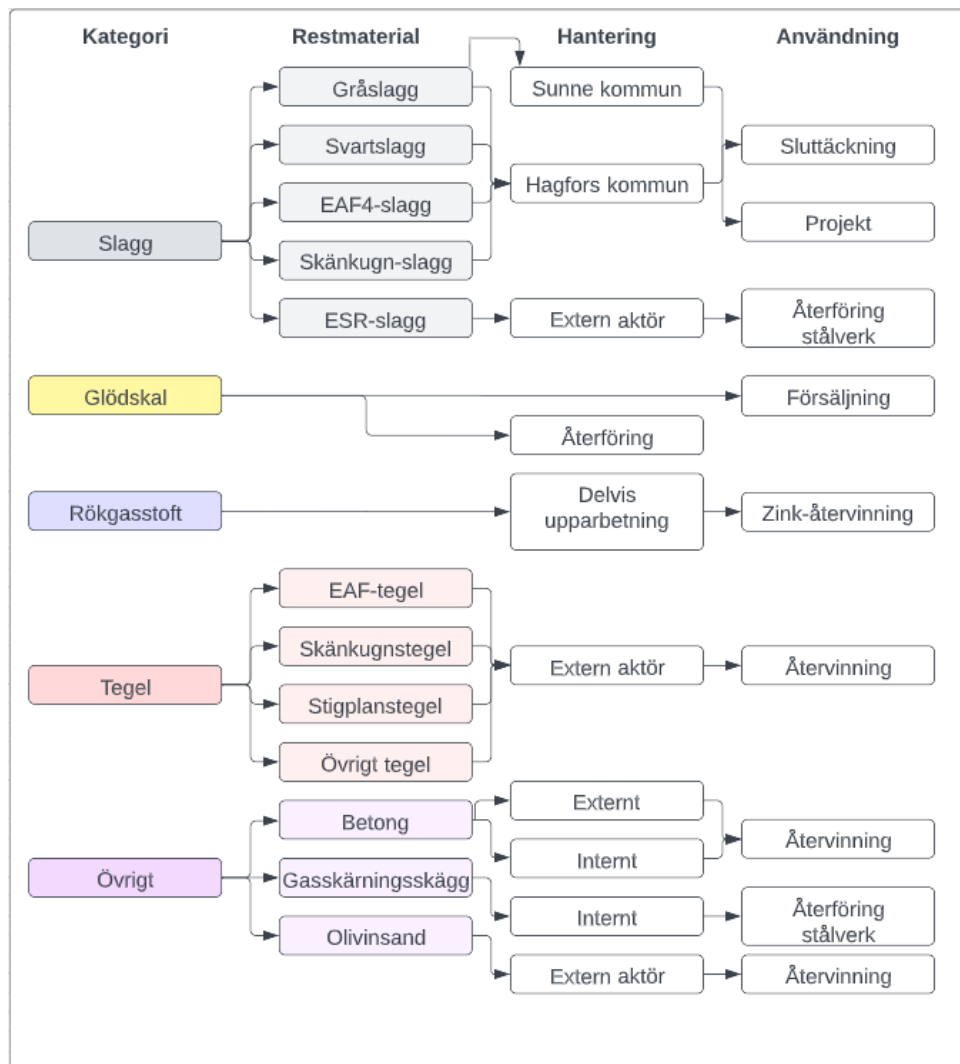 Kategori
Restmaterial
Hantering
Användning
Gråslagg
Sunne kommun
Svartslagg
Sluttäckning
EAF4-slagg
Hagfors kommun
Projekt
Slagg
Skänkugn-slagg
ESR-slagg
Extern aktör
Återföring
stålverk
Glödskal
Försäljning
Återföring
Rökgasstoft
Delvis
upparbetning
Zink-återvinning
EAF-tegel
Skänkugnstegel
Extern aktör
Återvinning
Tegel
Stigplanstegel
Övrigt tegel
Betong
Externt
Återvinning
Internt
Övrigt
Gasskärningsskägg
Internt
Återföring
stålverk
Olivinsand
Extern aktör
Återvinning